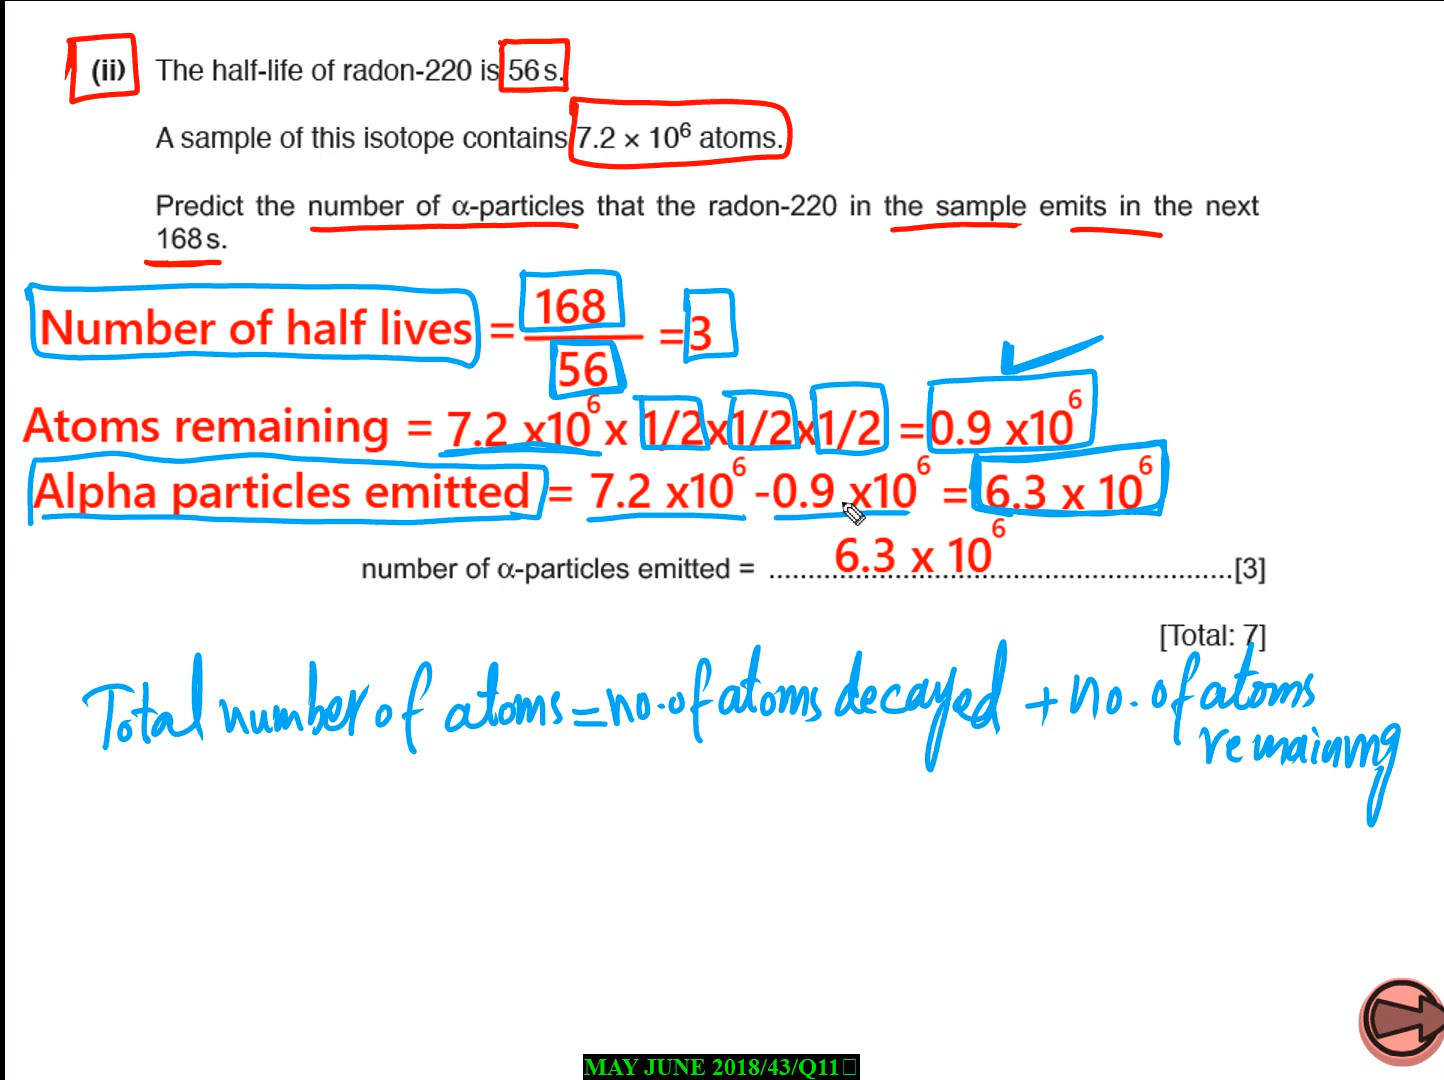 (ii) The half-life of radon-220 is 56 s.
A sample of this isotope contains 7.2 × 10⁶ atoms.
Predict the number of α-particles that the radon-220 in the sample emits in the next
168 s.
Number of half lives = 168/56 = 3
Atoms remaining = 7.2 x10⁶ x 1/2x1/2x1/2 = 0.9 x10⁶
Alpha particles emitted = 7.2 x10⁶ -0.9 x10⁶ = 6.3 x 10⁶
6.3 x 10⁶
number of α-particles emitted = ............................................................[3]
[Total: 7]
Total number of atoms = no. of atoms decayed + no. of atoms
remaining
MAY JUNE 2018/43/Q11